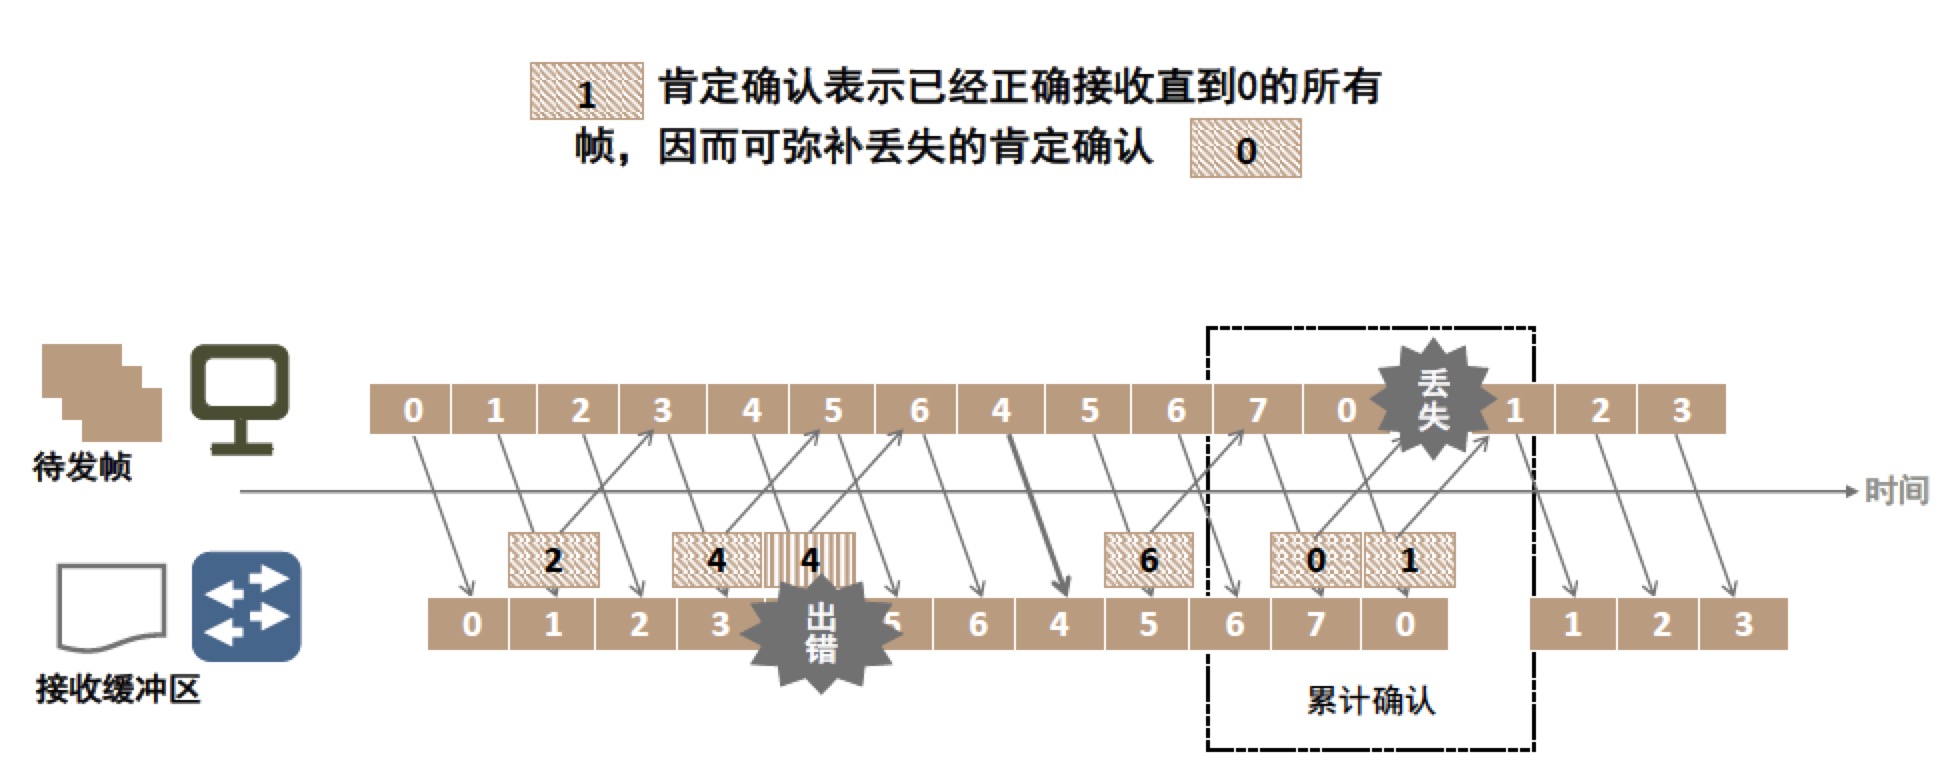 1 肯定确认表示已经正确接收直到0的所有
帧，因而可弥补丢失的肯定确认 0
待发帧
0 1 2 3 4 5 6 4 5 6 7 0 丢失 1 2 3
时间
2 4 4 6 0 1
0 1 2 3 出错 5 6 4 5 6 7 0 1 2 3
接收缓冲区
累计确认